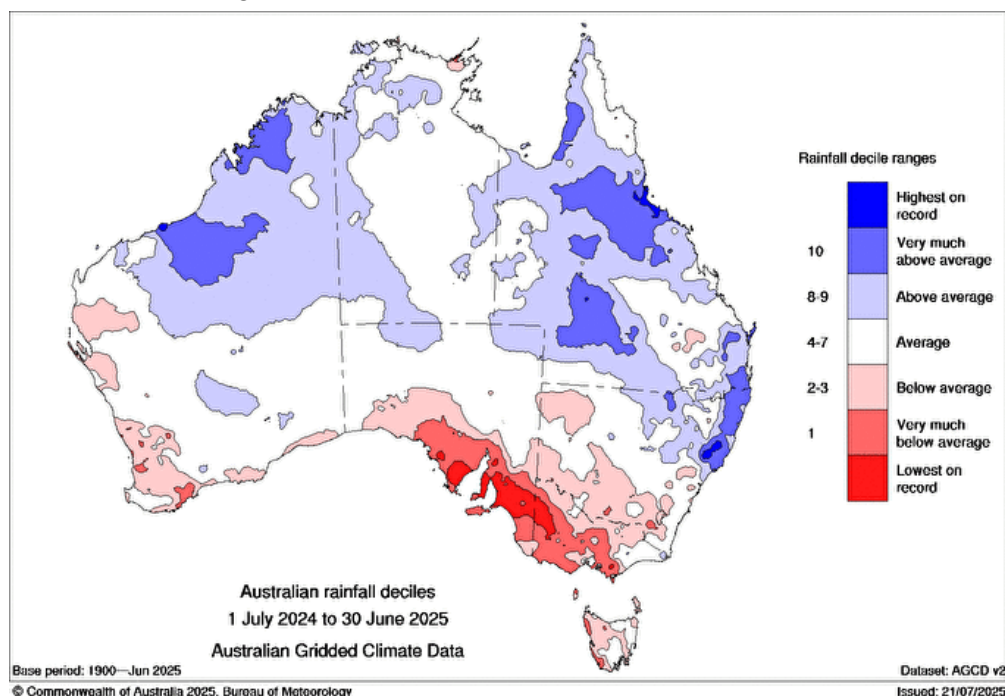 Rainfall decile ranges
Highest on
record
10
Very much
above average
8-9
Above average
4-7
Average
2-3
Below average
1
Very much
below average
Lowest on
record
Australian rainfall deciles
1 July 2024 to 30 June 2025
Australian Gridded Climate Data
Base period: 1900—Jun 2025
Dataset: AGCD v2
© Commonwealth of Australia 2025, Bureau of Meteorology
Issued: 21/07/2025